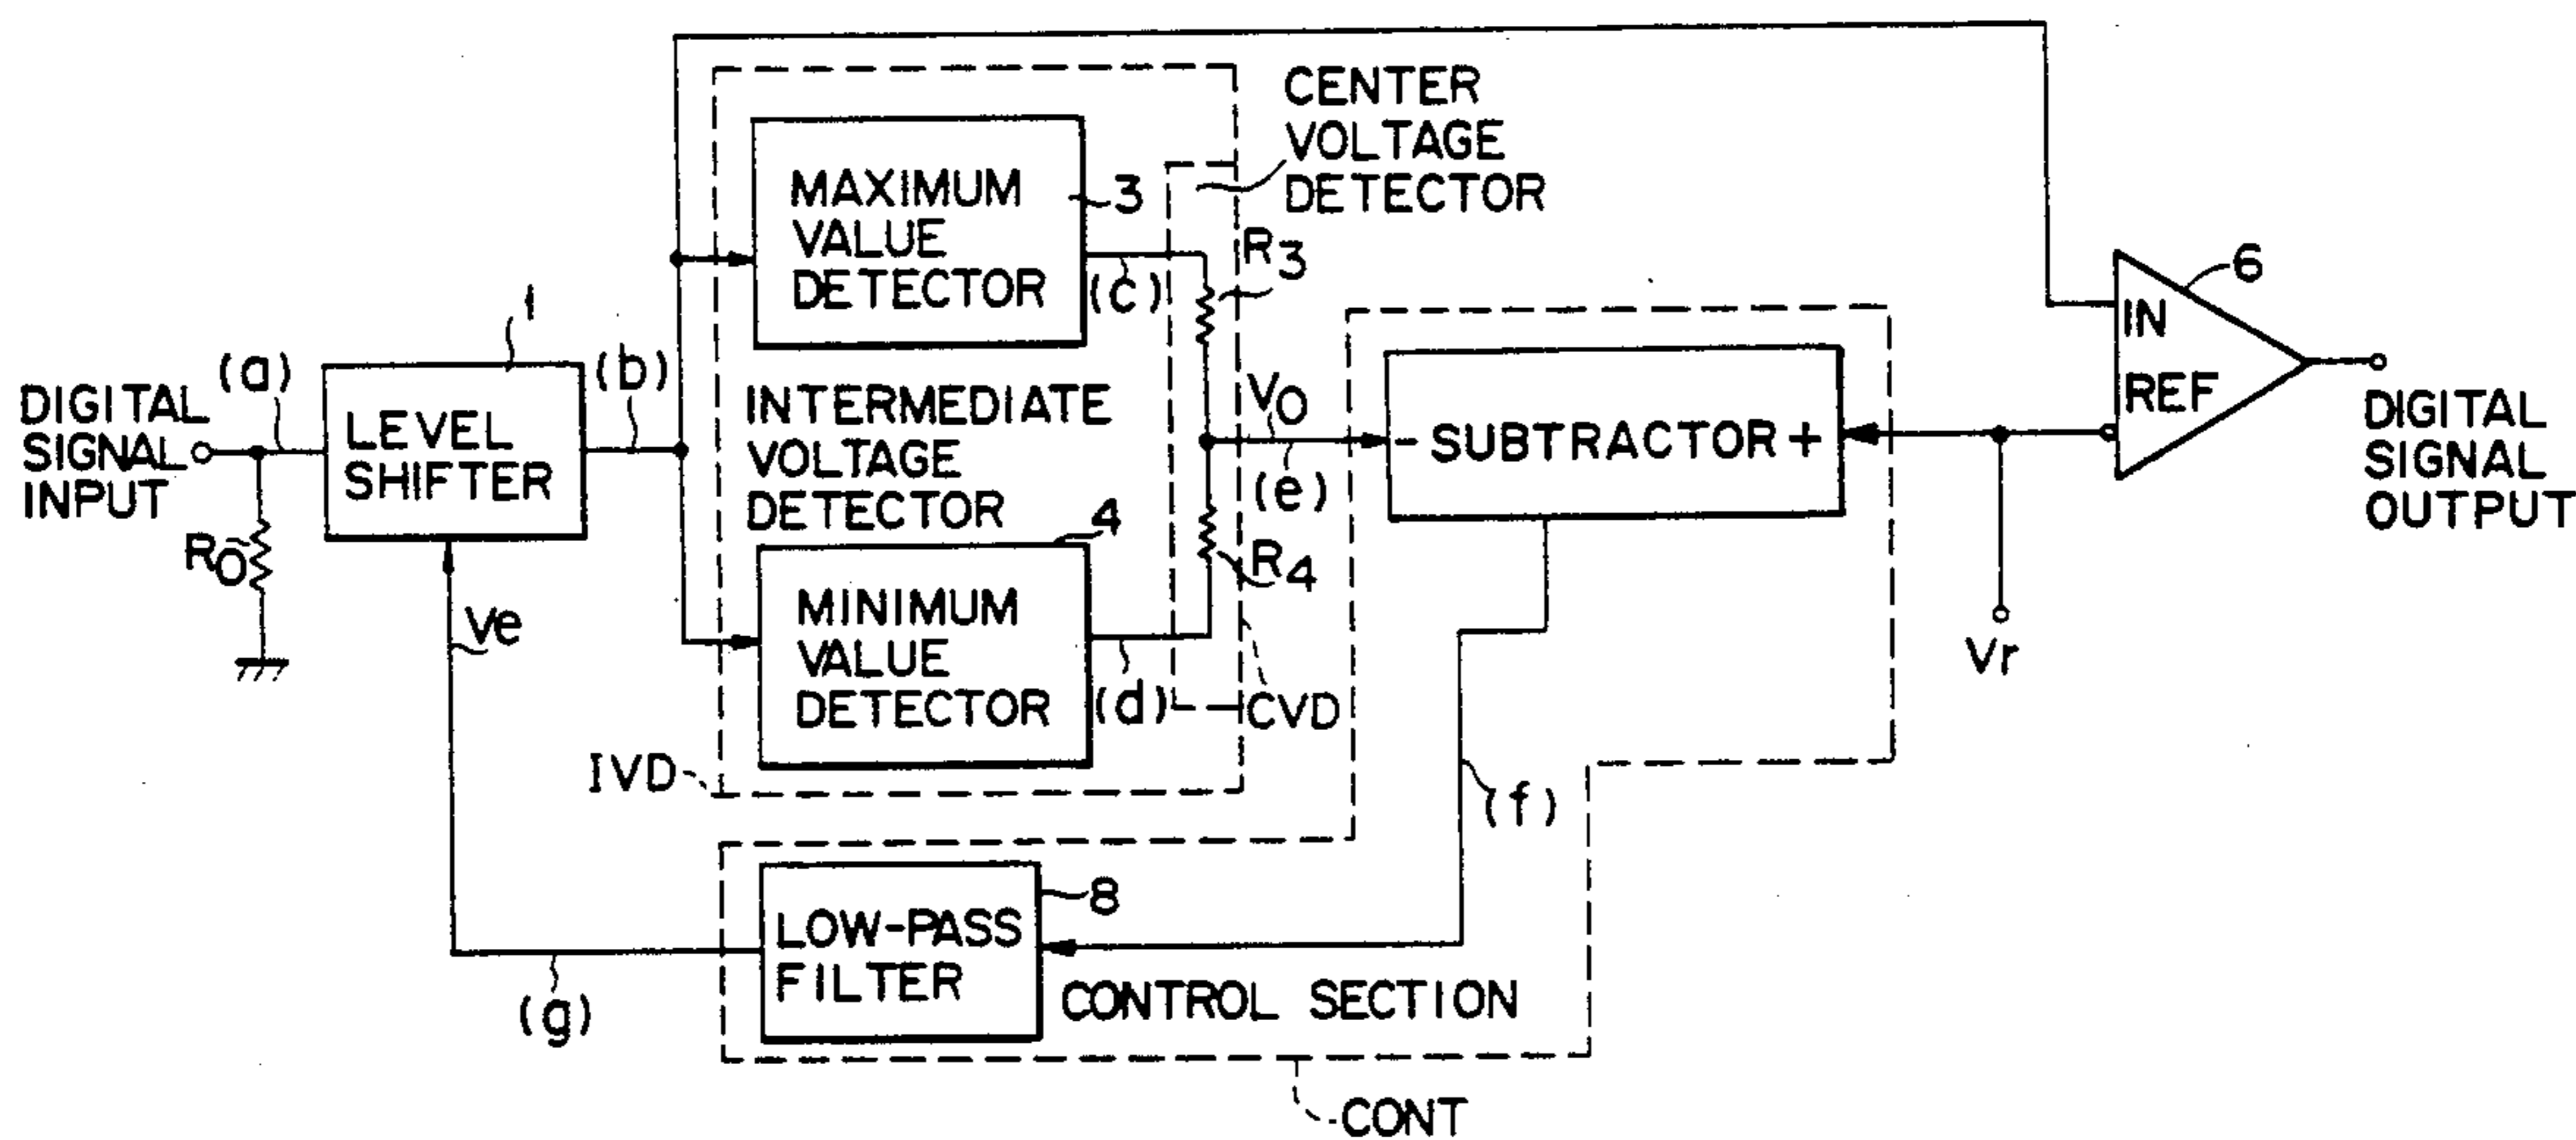 CENTER
VOLTAGE
DETECTOR
MAXIMUM
VALUE
DETECTOR
3
(c)
R3
6
IN
REF
1
(a)
(b)
DIGITAL
SIGNAL
INPUT
LEVEL
SHIFTER
R0
INTERMEDIATE
VOLTAGE
DETECTOR
V0
(e)
- SUBTRACTOR +
DIGITAL
SIGNAL
OUTPUT
4
R4
MINIMUM
VALUE
DETECTOR
(d)
CVD
Ve
Vr
IVD
(f)
8
LOW-PASS
FILTER
(g)
CONTROL SECTION
CONT